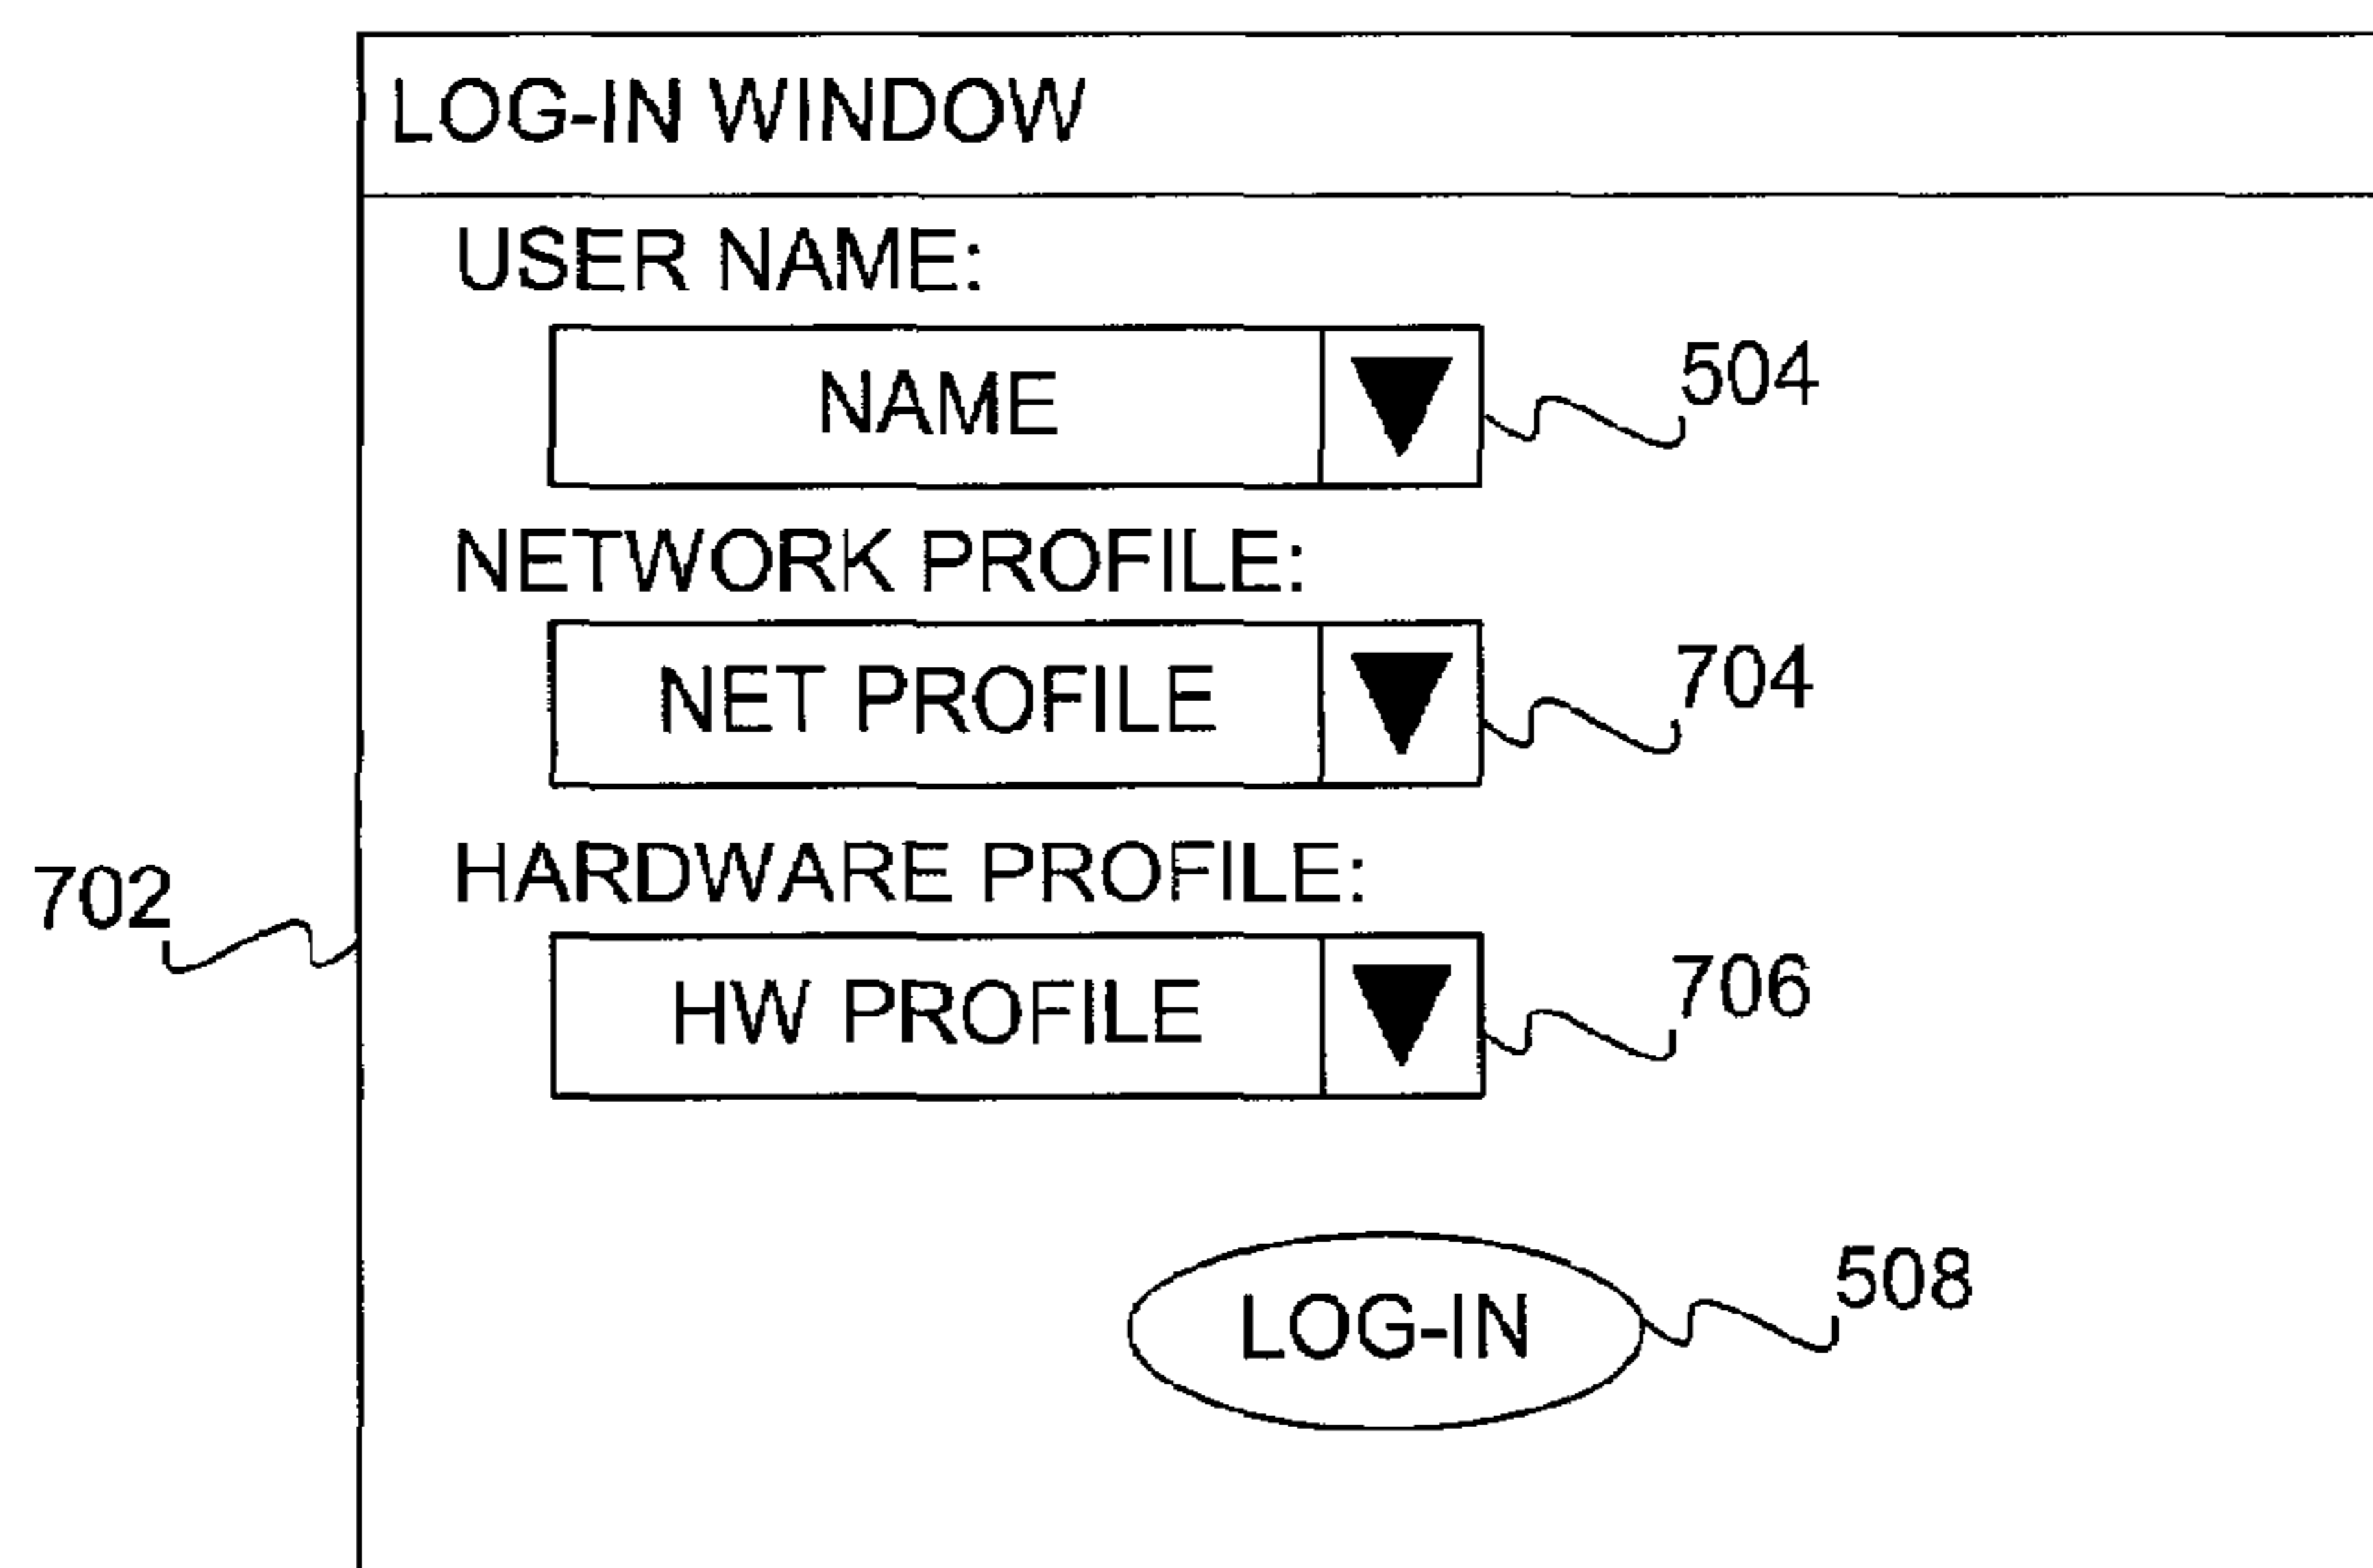 LOG-IN WINDOW
USER NAME:
NAME
504
NETWORK PROFILE:
NET PROFILE
704
HARDWARE PROFILE:
702
HW PROFILE
706
LOG-IN
508